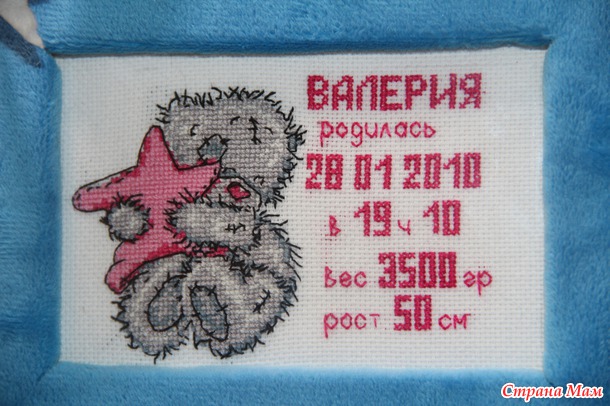 ВАЛЕРИЯ
родилась
28 01 2010
в 19 ч 10
вес 3500 гр
рост 50 см
Страна Мам